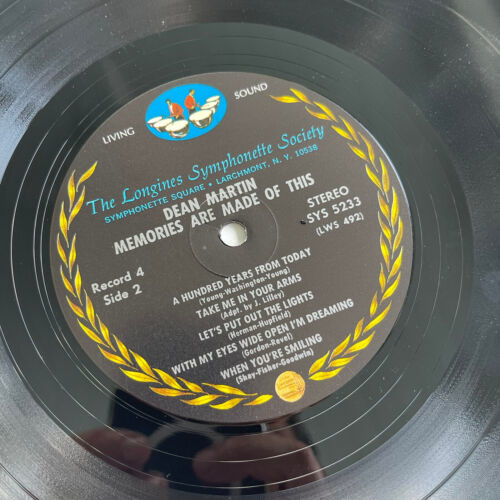 LIVING SOUND
The Longines Symphonette Society
SYMPHONETTE SQUARE • LARCHMONT, N. Y. 10538
DEAN MARTIN
MEMORIES ARE MADE OF THIS
Record 4
Side 2
STEREO
SYS 5233
(LWS 492)
A HUNDRED YEARS FROM TODAY
(Young-Washington-Young)
TAKE ME IN YOUR ARMS
(Adpt. by J. Lilley)
LET'S PUT OUT THE LIGHTS
(Herman-Hupfield)
WITH MY EYES WIDE OPEN I'M DREAMING
(Gordon-Revel)
WHEN YOU'RE SMILING
(Shay-Fisher-Goodwin)